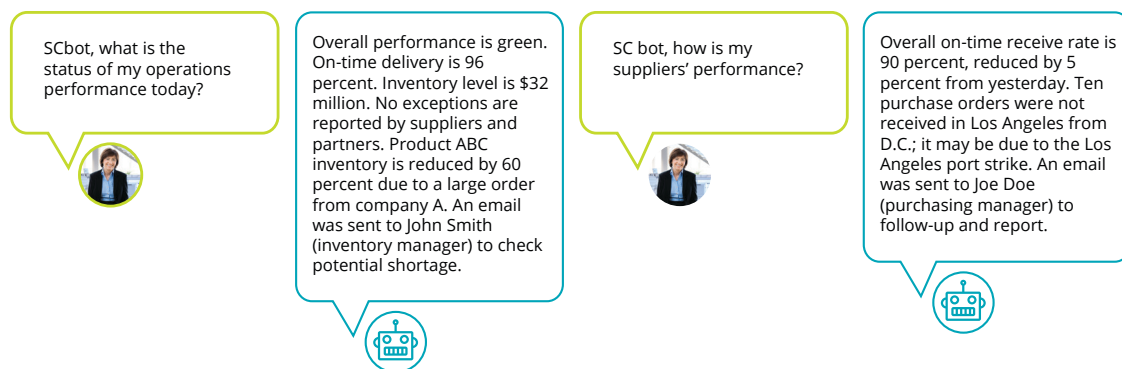 SCbot, what is the
status of my operations
performance today?
Overall performance is green.
On-time delivery is 96
percent. Inventory level is $32
million. No exceptions are
reported by suppliers and
partners. Product ABC
inventory is reduced by 60
percent due to a large order
from company A. An email
was sent to John Smith
(inventory manager) to check
potential shortage.
SC bot, how is my
suppliers’ performance?
Overall on-time receive rate is
90 percent, reduced by 5
percent from yesterday. Ten
purchase orders were not
received in Los Angeles from
D.C.; it may be due to the Los
Angeles port strike. An email
was sent to Joe Doe
(purchasing manager) to
follow-up and report.